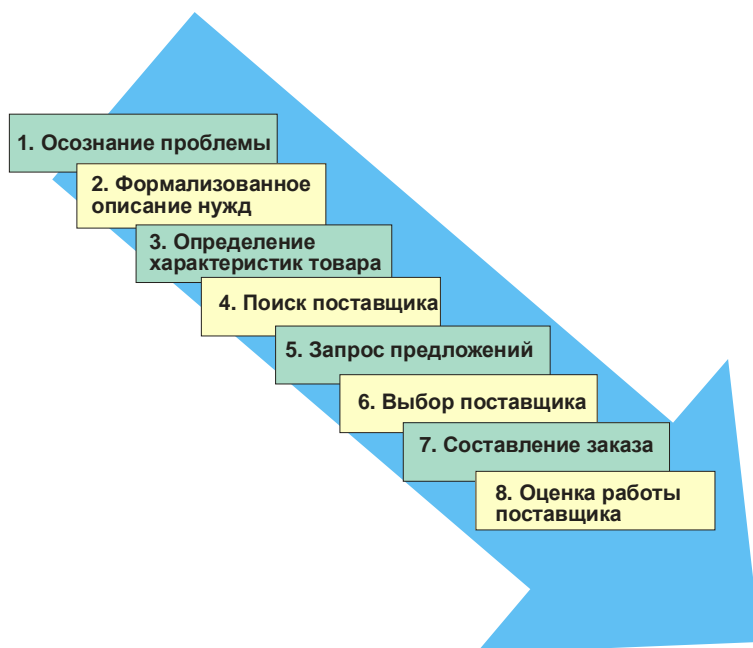 1. Осознание проблемы
2. Формализованное
описание нужд
3. Определение
характеристик товара
4. Поиск поставщика
5. Запрос предложений
6. Выбор поставщика
7. Составление заказа
8. Оценка работы
поставщика